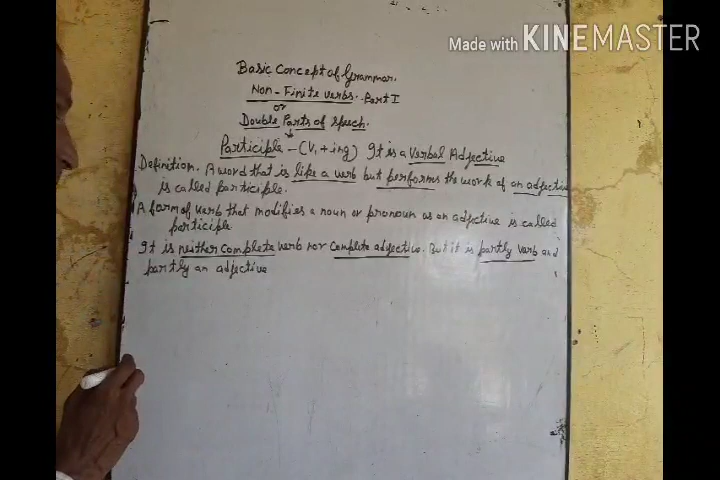 Made with KINEMASTER
Basic Concept of Grammar.
Non-Finite verbs. Part I
or
Double Parts of Speech.
Participle - (V₁ + ing) It is a Verbal Adjective
Definition. A word that is like a verb but performs the work of an adjective
is called participle.
A form of verb that modifies a noun or pronoun as an adjective is called
participle
It is neither complete verb nor complete adjective. But it is partly verb and
partly an adjective